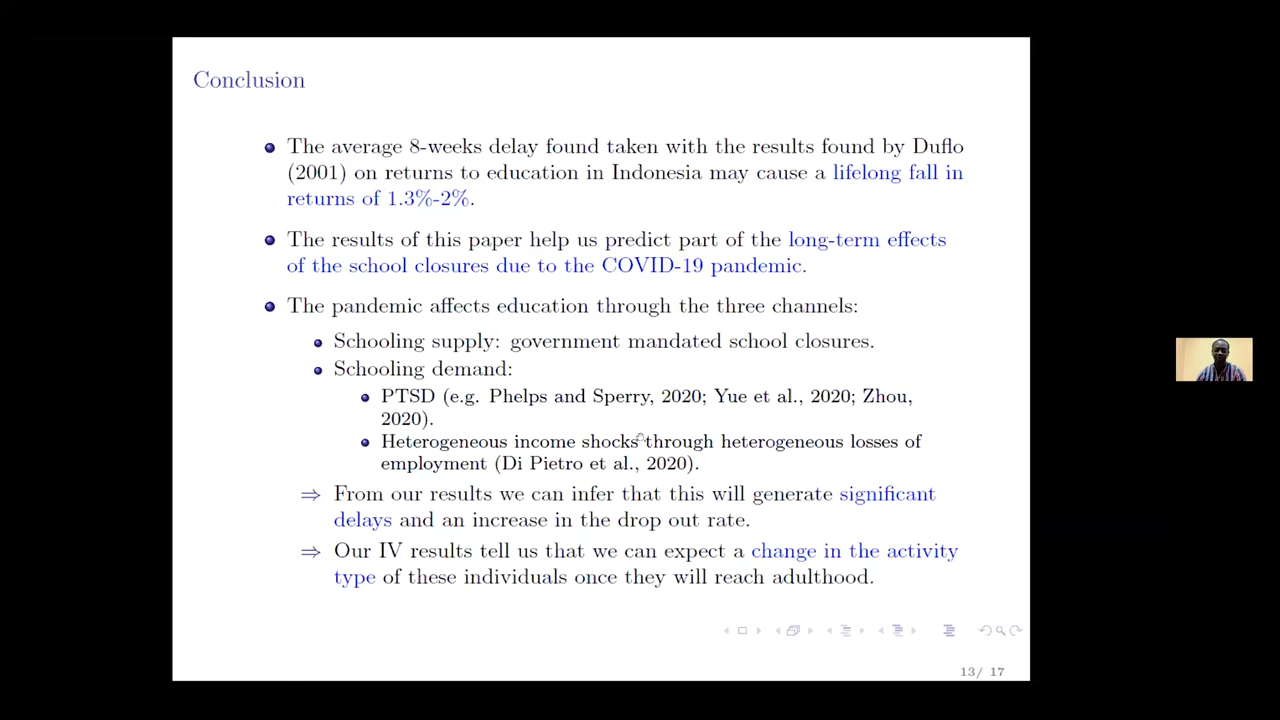 Conclusion
The average 8-weeks delay found taken with the results found by Duflo
(2001) on returns to education in Indonesia may cause a lifelong fall in
returns of 1.3%-2%.
The results of this paper help us predict part of the long-term effects
of the school closures due to the COVID-19 pandemic.
The pandemic affects education through the three channels:
Schooling supply: government mandated school closures.
Schooling demand:
PTSD (e.g. Phelps and Sperry, 2020; Yue et al., 2020; Zhou,
2020).
Heterogeneous income shocks through heterogeneous losses of
employment (Di Pietro et al., 2020).
⇒ From our results we can infer that this will generate significant
delays and an increase in the drop out rate.
⇒ Our IV results tell us that we can expect a change in the activity
type of these individuals once they will reach adulthood.
13/ 17